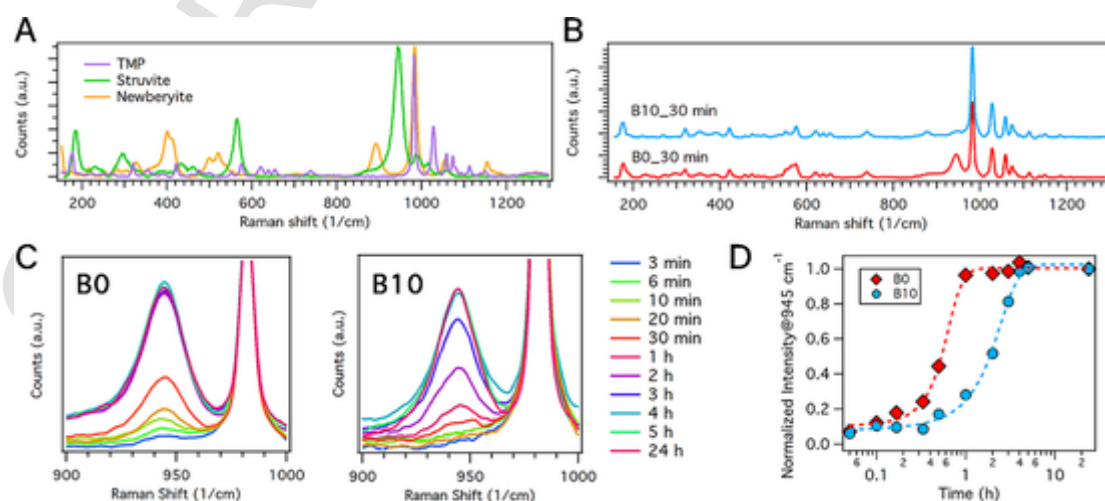 A
TMP
Struvite
Newberyite
Counts (a.u.)
200 400 600 800 1000 1200
Raman shift (1/cm)
B
B10_30 min
B0_30 min
Counts (a.u.)
200 400 600 800 1000 1200
Raman shift (1/cm)
C
B0
Counts (a.u.)
900 950 1000
Raman Shift (1/cm)
B10
Counts (a.u.)
900 950 1000
Raman Shift (1/cm)
3 min
6 min
10 min
20 min
30 min
1 h
2 h
3 h
4 h
5 h
24 h
D
B0
B10
Normalized Intensity@945 cm⁻¹
1.0
0.8
0.6
0.4
0.2
0.0
6 0.1 2 4 6 1 2 4 6 10 2
Time (h)